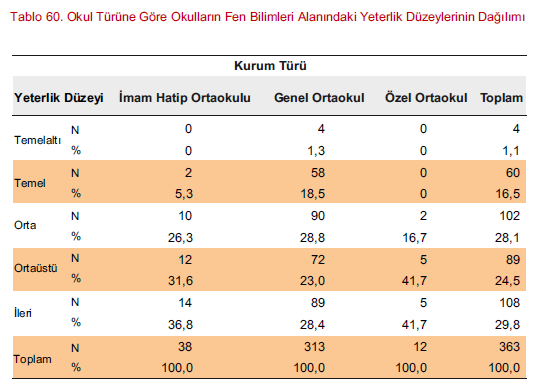 Tablo 60. Okul Türüne Göre Okulların Fen Bilimleri Alanındaki Yeterlik Düzeylerinin Dağılımı
Kurum Türü
Yeterlik Düzeyi İmam Hatip Ortaokulu Genel Ortaokul Özel Ortaokul Toplam
Temelaltı N 0 4 0 4
% 0 1,3 0 1,1
Temel N 2 58 0 60
% 5,3 18,5 0 16,5
Orta N 10 90 2 102
% 26,3 28,8 16,7 28,1
Ortaüstü N 12 72 5 89
% 31,6 23,0 41,7 24,5
İleri N 14 89 5 108
% 36,8 28,4 41,7 29,8
Toplam N 38 313 12 363
% 100,0 100,0 100,0 100,0